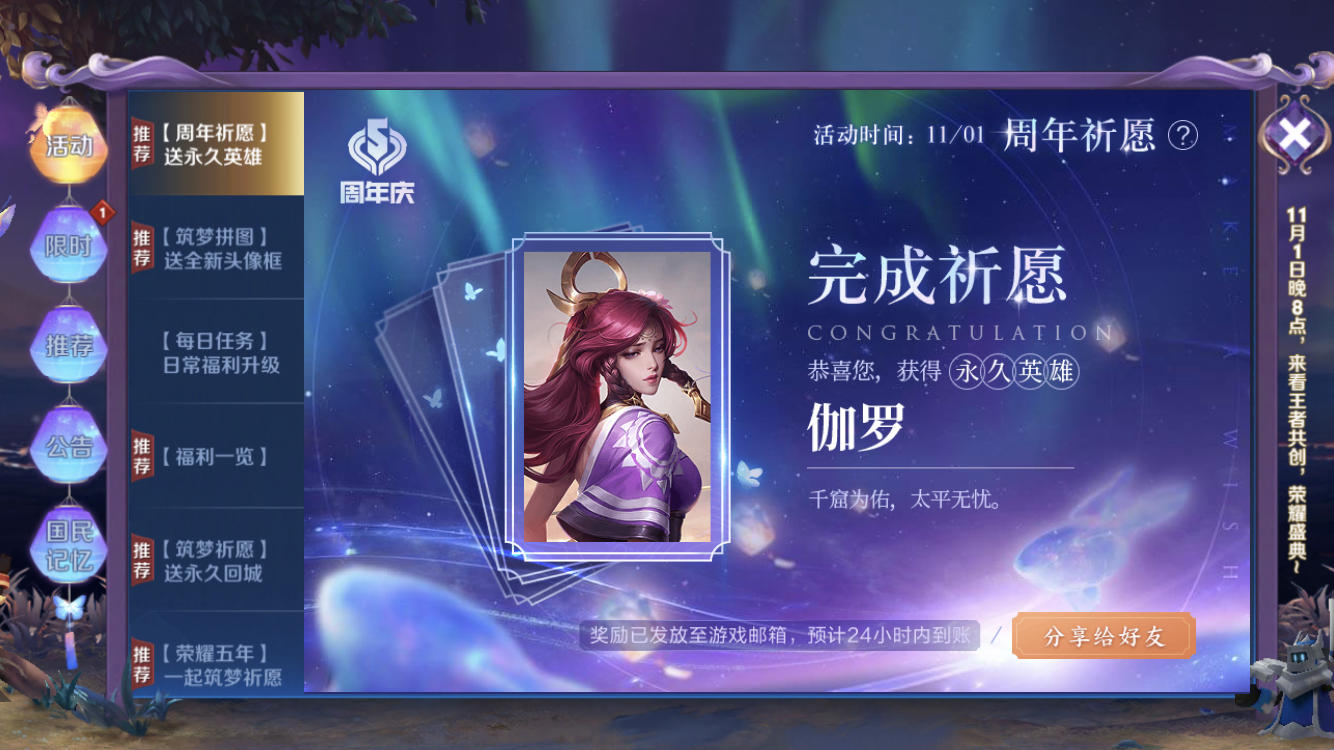 活动
限时
1
推荐
公告
国民
记忆
推荐
【周年祈愿】
送永久英雄
推荐
【筑梦拼图】
送全新头像框
【每日任务】
日常福利升级
推荐
【福利一览】
推荐
【筑梦祈愿】
送永久回城
推荐
【荣耀五年】
一起筑梦祈愿
5
周年庆
活动时间：11/01 周年祈愿 ?
完成祈愿
CONGRATULATION
恭喜您，获得 永久英雄
伽罗
千窟为佑，太平无忧。
奖励已发放至游戏邮箱，预计24小时内到账 /
分享给好友
MAKE A WISH
11月1日晚8点，来看王者共创，荣耀盛典~